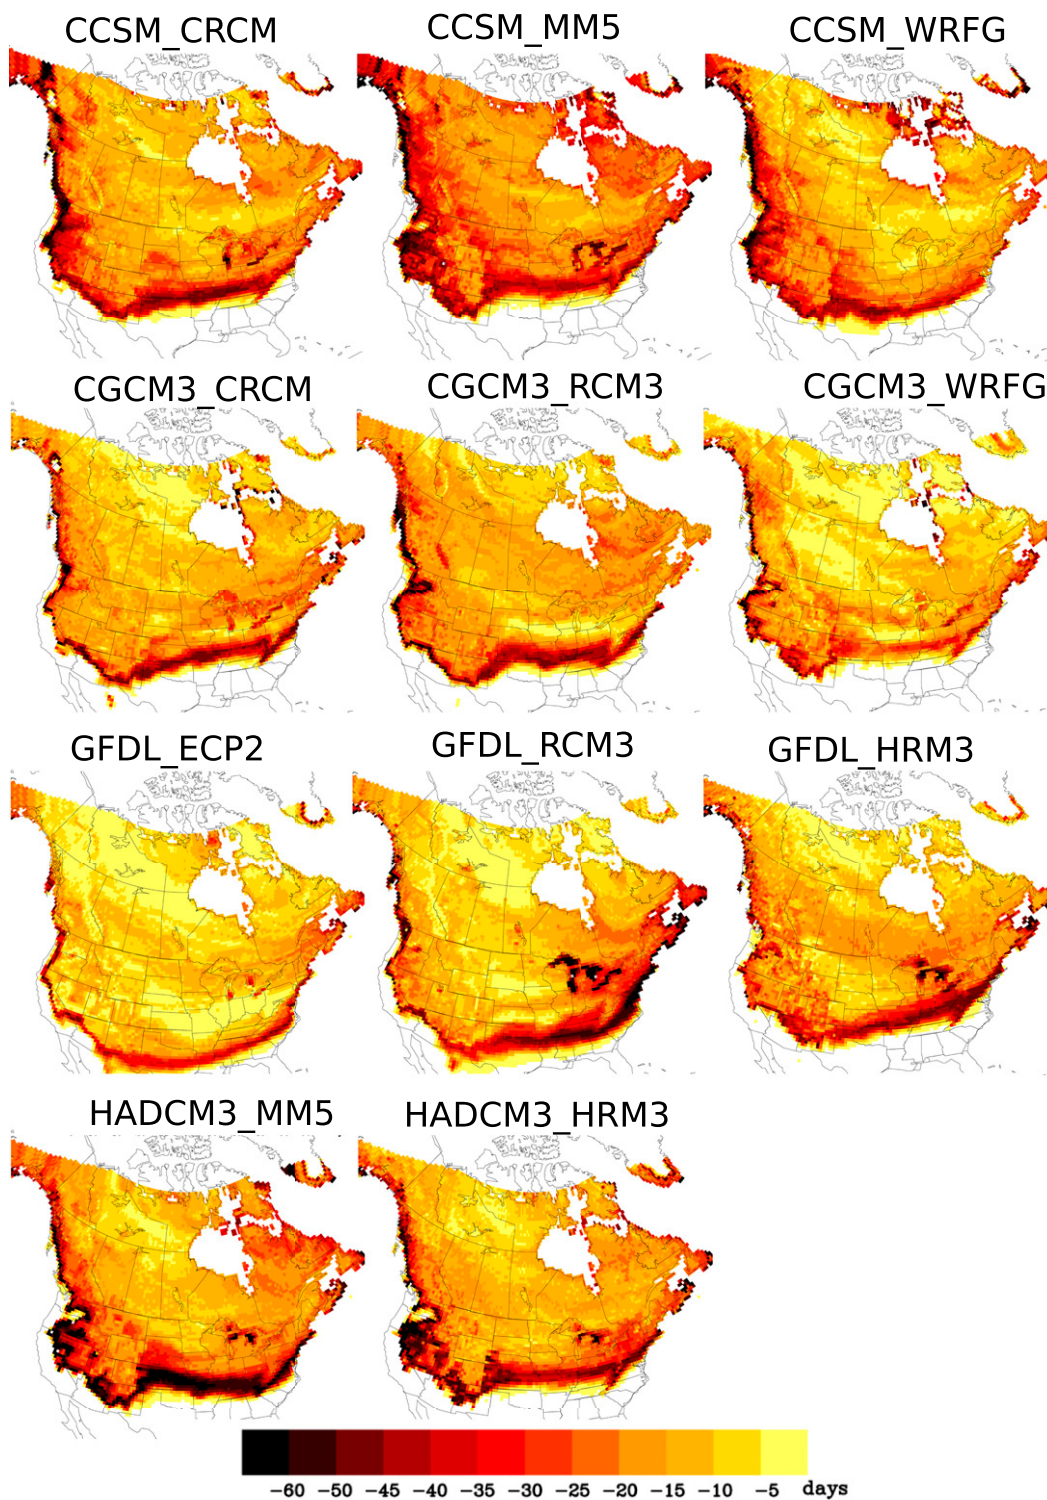 CCSM_CRCM CCSM_MM5 CCSM_WRFG
CGCM3_CRCM CGCM3_RCM3 CGCM3_WRFG
GFDL_ECP2 GFDL_RCM3 GFDL_HRM3
HADCM3_MM5 HADCM3_HRM3
−60 −50 −45 −40 −35 −30 −25 −20 −15 −10 −5 days